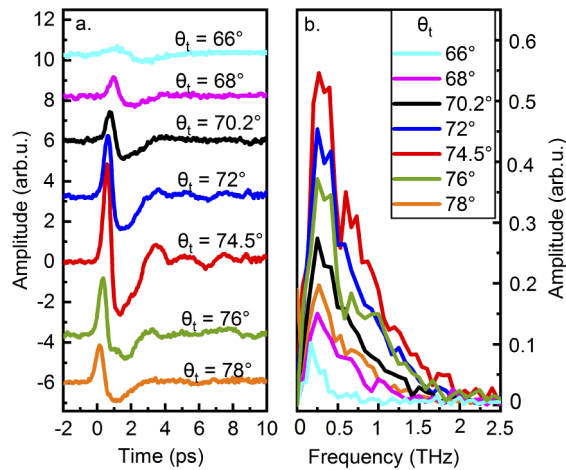 a.
θt = 66°
θt = 68°
θt = 70.2°
θt = 72°
θt = 74.5°
θt = 76°
θt = 78°
12
10
8
6
4
2
0
-2
-4
-6
Amplitude (arb.u.)
-2 0 2 4 6 8 10
Time (ps)
b.
θt
66°
68°
70.2°
72°
74.5°
76°
78°
0.6
0.5
0.4
0.3
0.2
0.1
0
Amplitude (arb.u.)
0 0.5 1.0 1.5 2.0 2.5
Frequency (THz)